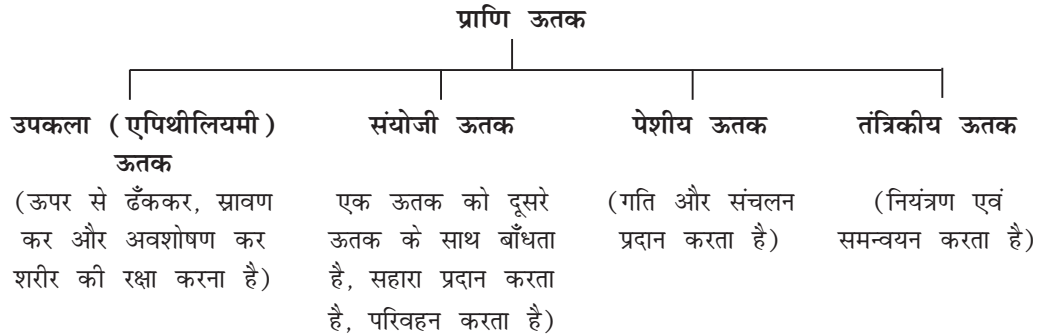 प्राणि ऊतक
उपकला (एपिथीलियमी)
ऊतक
(ऊपर से ढँककर, स्रावण
कर और अवशोषण कर
शरीर की रक्षा करना है)
संयोजी ऊतक
एक ऊतक को दूसरे
ऊतक के साथ बाँधता
है, सहारा प्रदान करता
है, परिवहन करता है)
पेशीय ऊतक
(गति और संचलन
प्रदान करता है)
तंत्रिकीय ऊतक
(नियंत्रण एवं
समन्वयन करता है)